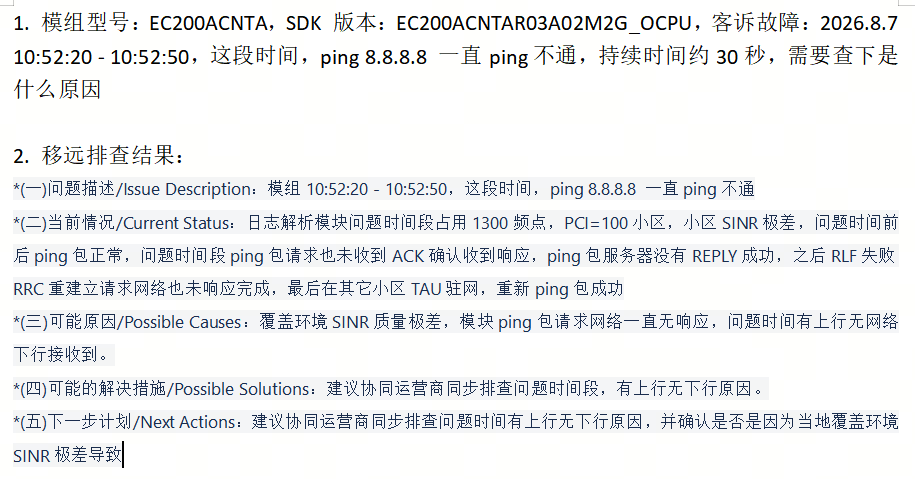 1. 模组型号：EC200ACNTA，SDK 版本：EC200ACNTAR03A02M2G_OCPU，客诉故障：2026.8.7
10:52:20 - 10:52:50，这段时间，ping 8.8.8.8 一直 ping 不通，持续时间约 30 秒，需要查下是
什么原因
2. 移远排查结果：
*(一)问题描述/Issue Description：模组 10:52:20 - 10:52:50，这段时间，ping 8.8.8.8 一直 ping 不通
*(二)当前情况/Current Status：日志解析模块问题时间段占用 1300 频点，PCI=100 小区，小区 SINR 极差，问题时间前
后 ping 包正常，问题时间段 ping 包请求也未收到 ACK 确认收到响应，ping 包服务器没有 REPLY 成功，之后 RLF 失败
RRC 重建立请求网络也未响应完成，最后在其它小区 TAU 驻网，重新 ping 包成功
*(三)可能原因/Possible Causes：覆盖环境 SINR 质量极差，模块 ping 包请求网络一直无响应，问题时间有上行无网络
下行接收到。
*(四)可能的解决措施/Possible Solutions：建议协同运营商同步排查问题时间段，有上行无下行原因。
*(五)下一步计划/Next Actions：建议协同运营商同步排查问题时间有上行无下行原因，并确认是否是因为当地覆盖环境
SINR 极差导致